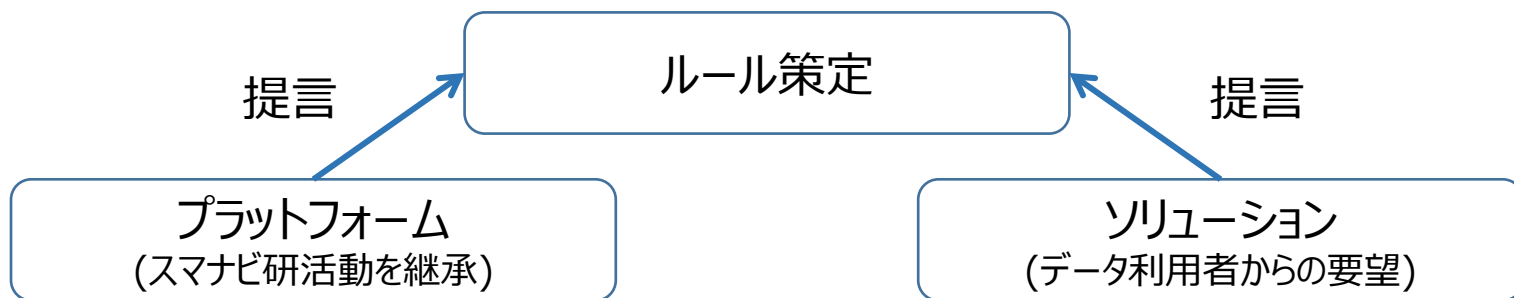 ルール策定
提言
提言
プラットフォーム
(スマナビ研活動を継承)
ソリューション
(データ利用者からの要望)